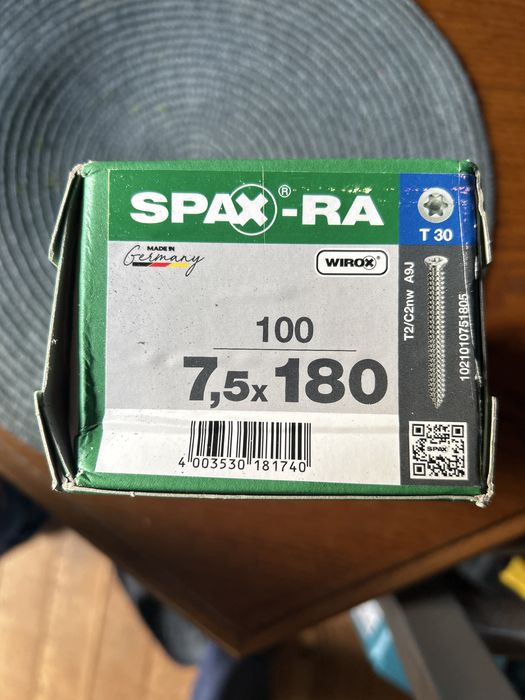 SPAX®-RA
T 30
MADE IN
Germany
WIROX®
100
7,5x180
T2/C2nw A9J
1021010751805
4 003530 181740
SPAX